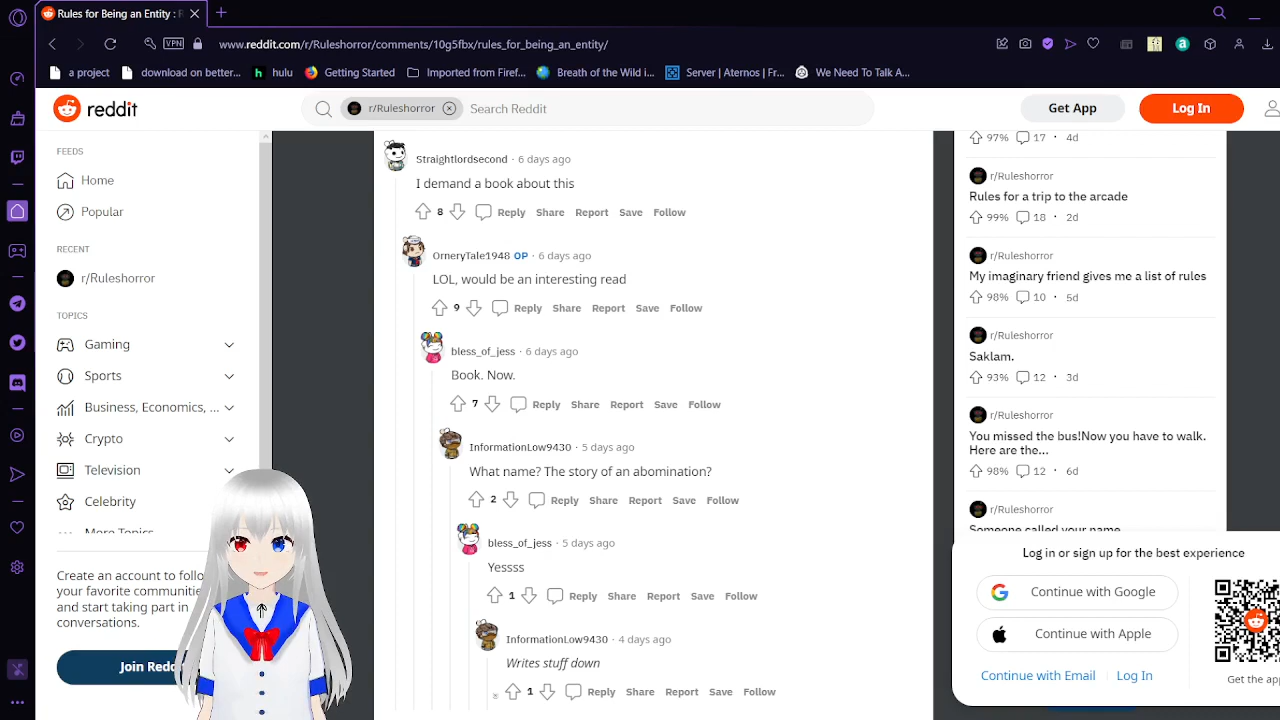 Rules for Being an Entity : R
VPN
www.reddit.com/r/Ruleshorror/comments/10g5fbx/rules_for_being_an_entity/
a project
download on better...
hulu
Getting Started
Imported from Firef...
Breath of the Wild i...
Server | Aternos | Fr...
We Need To Talk A...
reddit
r/Ruleshorror
Search Reddit
Get App
Log In
FEEDS
Home
Popular
RECENT
r/Ruleshorror
TOPICS
Gaming
Sports
Business, Economics, ...
Crypto
Television
Celebrity
More Topics
Create an account to follo
your favorite communitie
and start taking part in
conversations.
Join Redd
Straightlordsecond · 6 days ago
I demand a book about this
8 Reply Share Report Save Follow
OrneryTale1948 OP · 6 days ago
LOL, would be an interesting read
9 Reply Share Report Save Follow
bless_of_jess · 6 days ago
Book. Now.
7 Reply Share Report Save Follow
InformationLow9430 · 5 days ago
What name? The story of an abomination?
2 Reply Share Report Save Follow
bless_of_jess · 5 days ago
Yessss
1 Reply Share Report Save Follow
InformationLow9430 · 4 days ago
Writes stuff down
1 Reply Share Report Save Follow
97% 17 · 4d
r/Ruleshorror
Rules for a trip to the arcade
99% 18 · 2d
r/Ruleshorror
My imaginary friend gives me a list of rules
98% 10 · 5d
r/Ruleshorror
Saklam.
93% 12 · 3d
r/Ruleshorror
You missed the bus!Now you have to walk.
Here are the...
98% 12 · 6d
r/Ruleshorror
Someone called your name
Log in or sign up for the best experience
Continue with Google
Continue with Apple
Continue with Email
Log In
Get the app